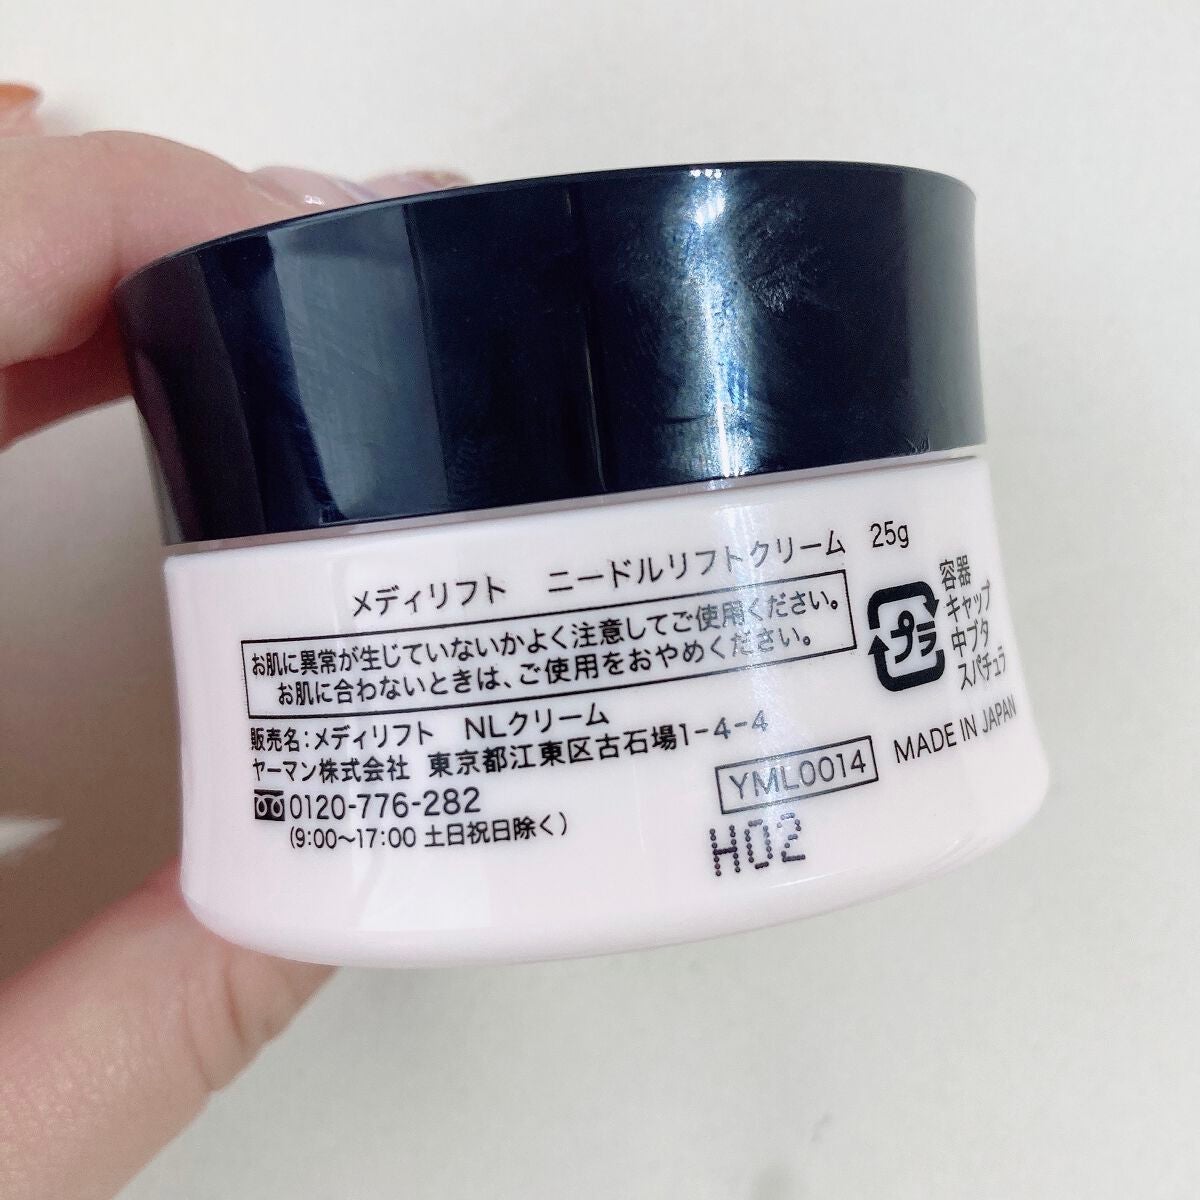 メディリフト　ニードルリフトクリーム　25g
お肌に異常が生じていないかよく注意してご使用ください。
お肌に合わないときは、ご使用をおやめください。
販売名：メディリフト　NLクリーム
ヤーマン株式会社　東京都江東区古石場1-4-4
0120-776-282
（9:00〜17:00 土日祝日除く）
プラ
容器
キャップ
中ブタ
スパチュラ
YML0014
MADE IN JAPAN
H02